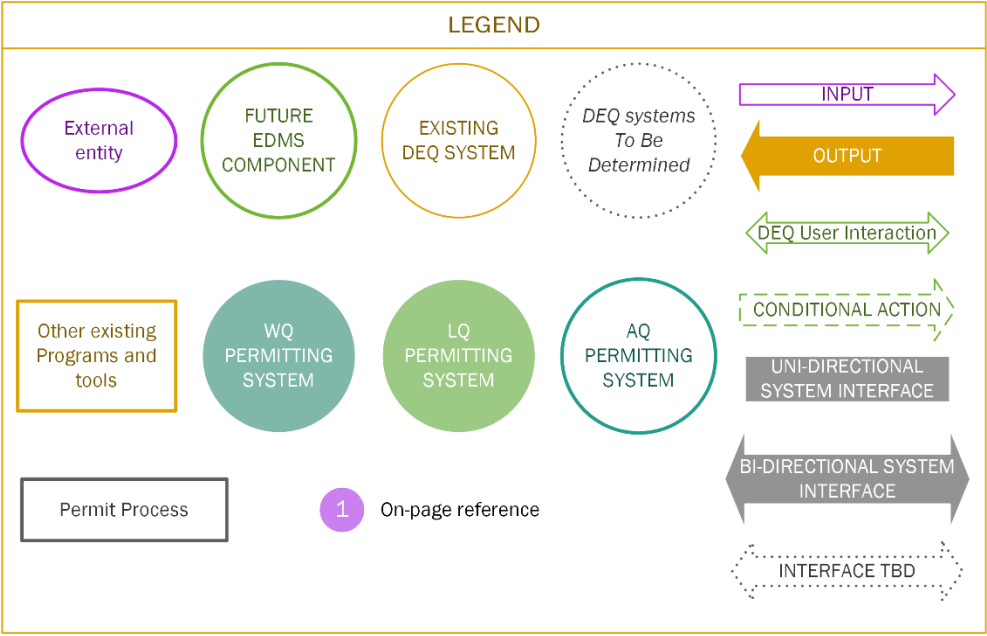 LEGEND
External
entity
FUTURE
EDMS
COMPONENT
EXISTING
DEQ SYSTEM
DEQ systems
To Be
Determined
INPUT
OUTPUT
DEQ User Interaction
CONDITIONAL ACTION
Other existing
Programs and
tools
WQ
PERMITTING
SYSTEM
LQ
PERMITTING
SYSTEM
AQ
PERMITTING
SYSTEM
UNI-DIRECTIONAL
SYSTEM INTERFACE
BI-DIRECTIONAL SYSTEM
INTERFACE
Permit Process
1
On-page reference
INTERFACE TBD